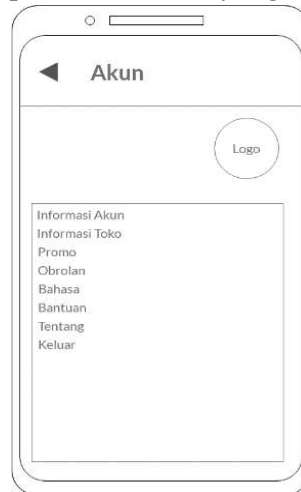 Akun
Logo
Informasi Akun
Informasi Toko
Promo
Obrolan
Bahasa
Bantuan
Tentang
Keluar